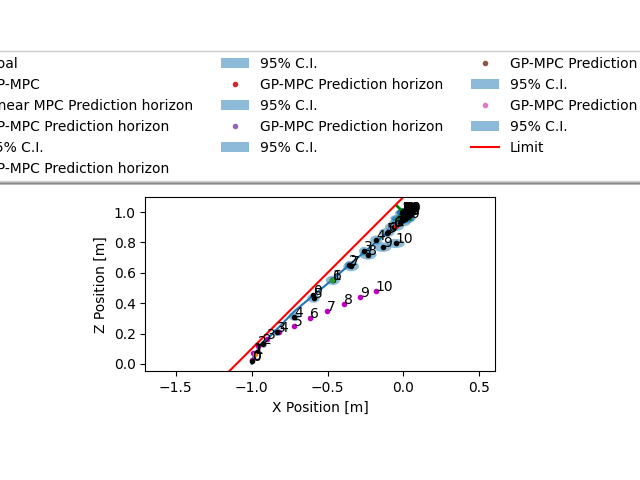 oal 95% C.I. GP-MPC Prediction
P-MPC GP-MPC Prediction horizon 95% C.I.
near MPC Prediction horizon 95% C.I. GP-MPC Prediction
P-MPC Prediction horizon GP-MPC Prediction horizon 95% C.I.
5% C.I. 95% C.I. Limit
P-MPC Prediction horizon
1.0
0.8
0.6
0.4
0.2
0.0
Z Position [m]
4 3 8 9 10
7
6 8 9 10
4 5 6 7
3 4
2
−1.5 −1.0 −0.5 0.0 0.5
X Position [m]